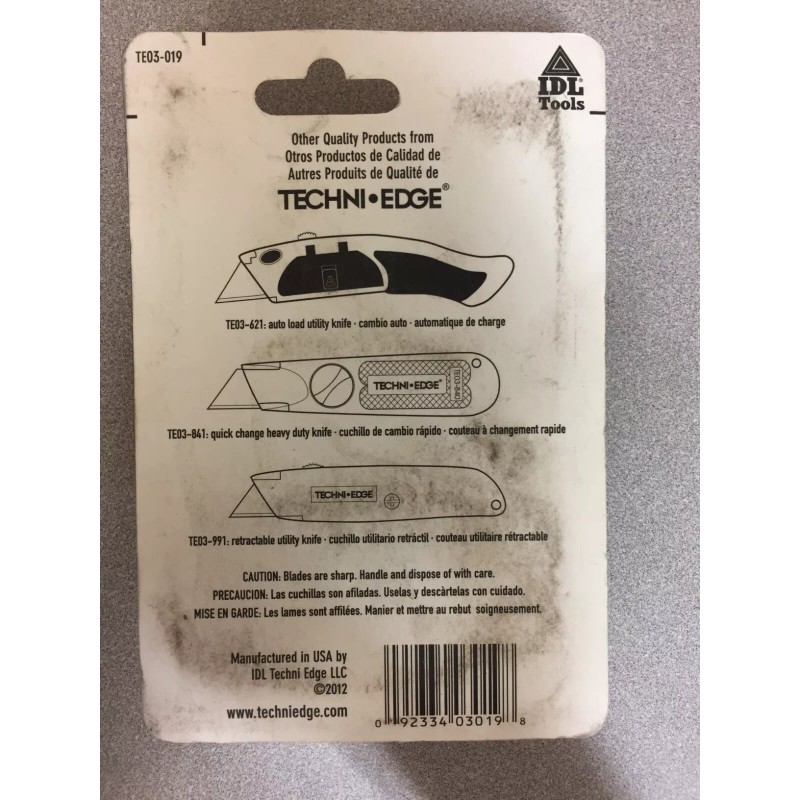 TE03-019
IDL®
Tools
Other Quality Products from
Otros Productos de Calidad de
Autres Produits de Qualité de
TECHNI•EDGE®
TE03-621: auto load utility knife · cambio auto · automatique de charge
TECHNI•EDGE®
TE03-840
TE03-841: quick change heavy duty knife · cuchillo de cambio rápido · couteau à changement rapide
TECHNI•EDGE
TE03-991: retractable utility knife · cuchillo utilitario retráctil · couteau utilitaire rétractable
CAUTION: Blades are sharp. Handle and dispose of with care.
PRECAUCION: Las cuchillas son afiladas. Uselas y descàrtelas con cuidado.
MISE EN GARDE: Les lames sont affilées. Manier et mettre au rebut soigneusement.
Manufactured in USA by
IDL Techni Edge LLC
©2012
www.techniedge.com
0 92334 03019 8